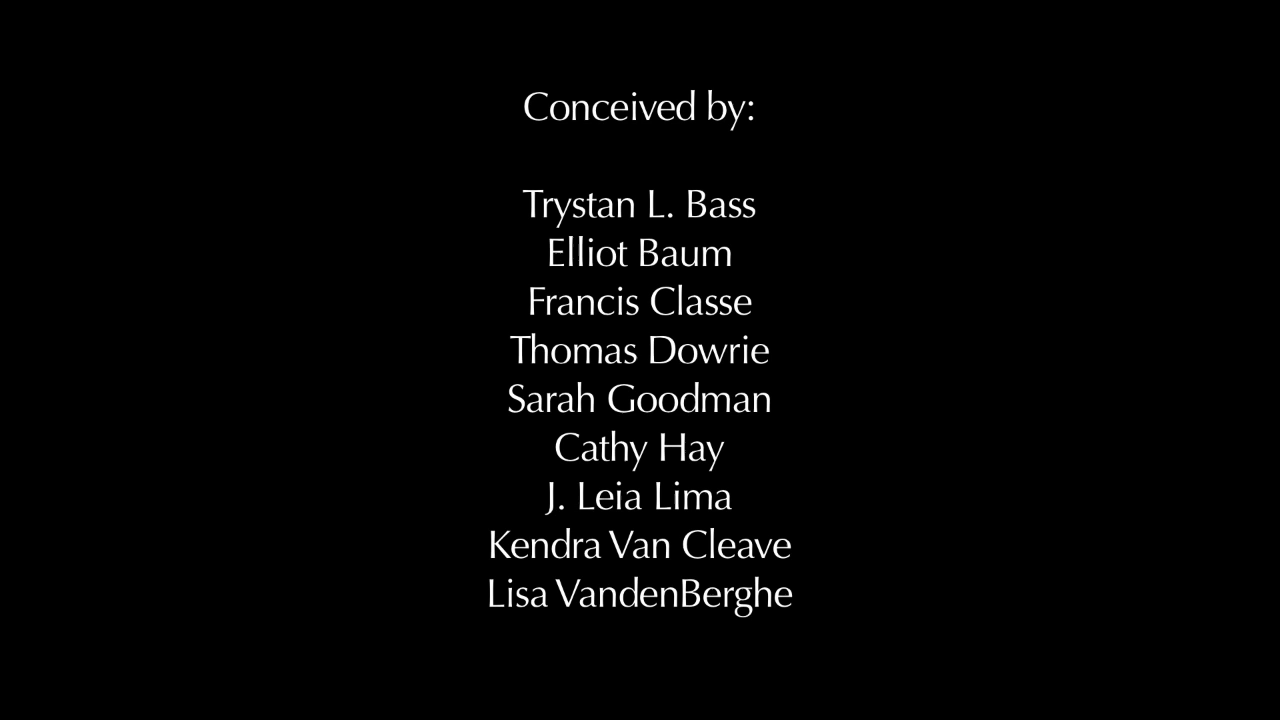 Conceived by:
Trystan L. Bass
Elliot Baum
Francis Classe
Thomas Dowrie
Sarah Goodman
Cathy Hay
J. Leia Lima
Kendra Van Cleave
Lisa VandenBerghe